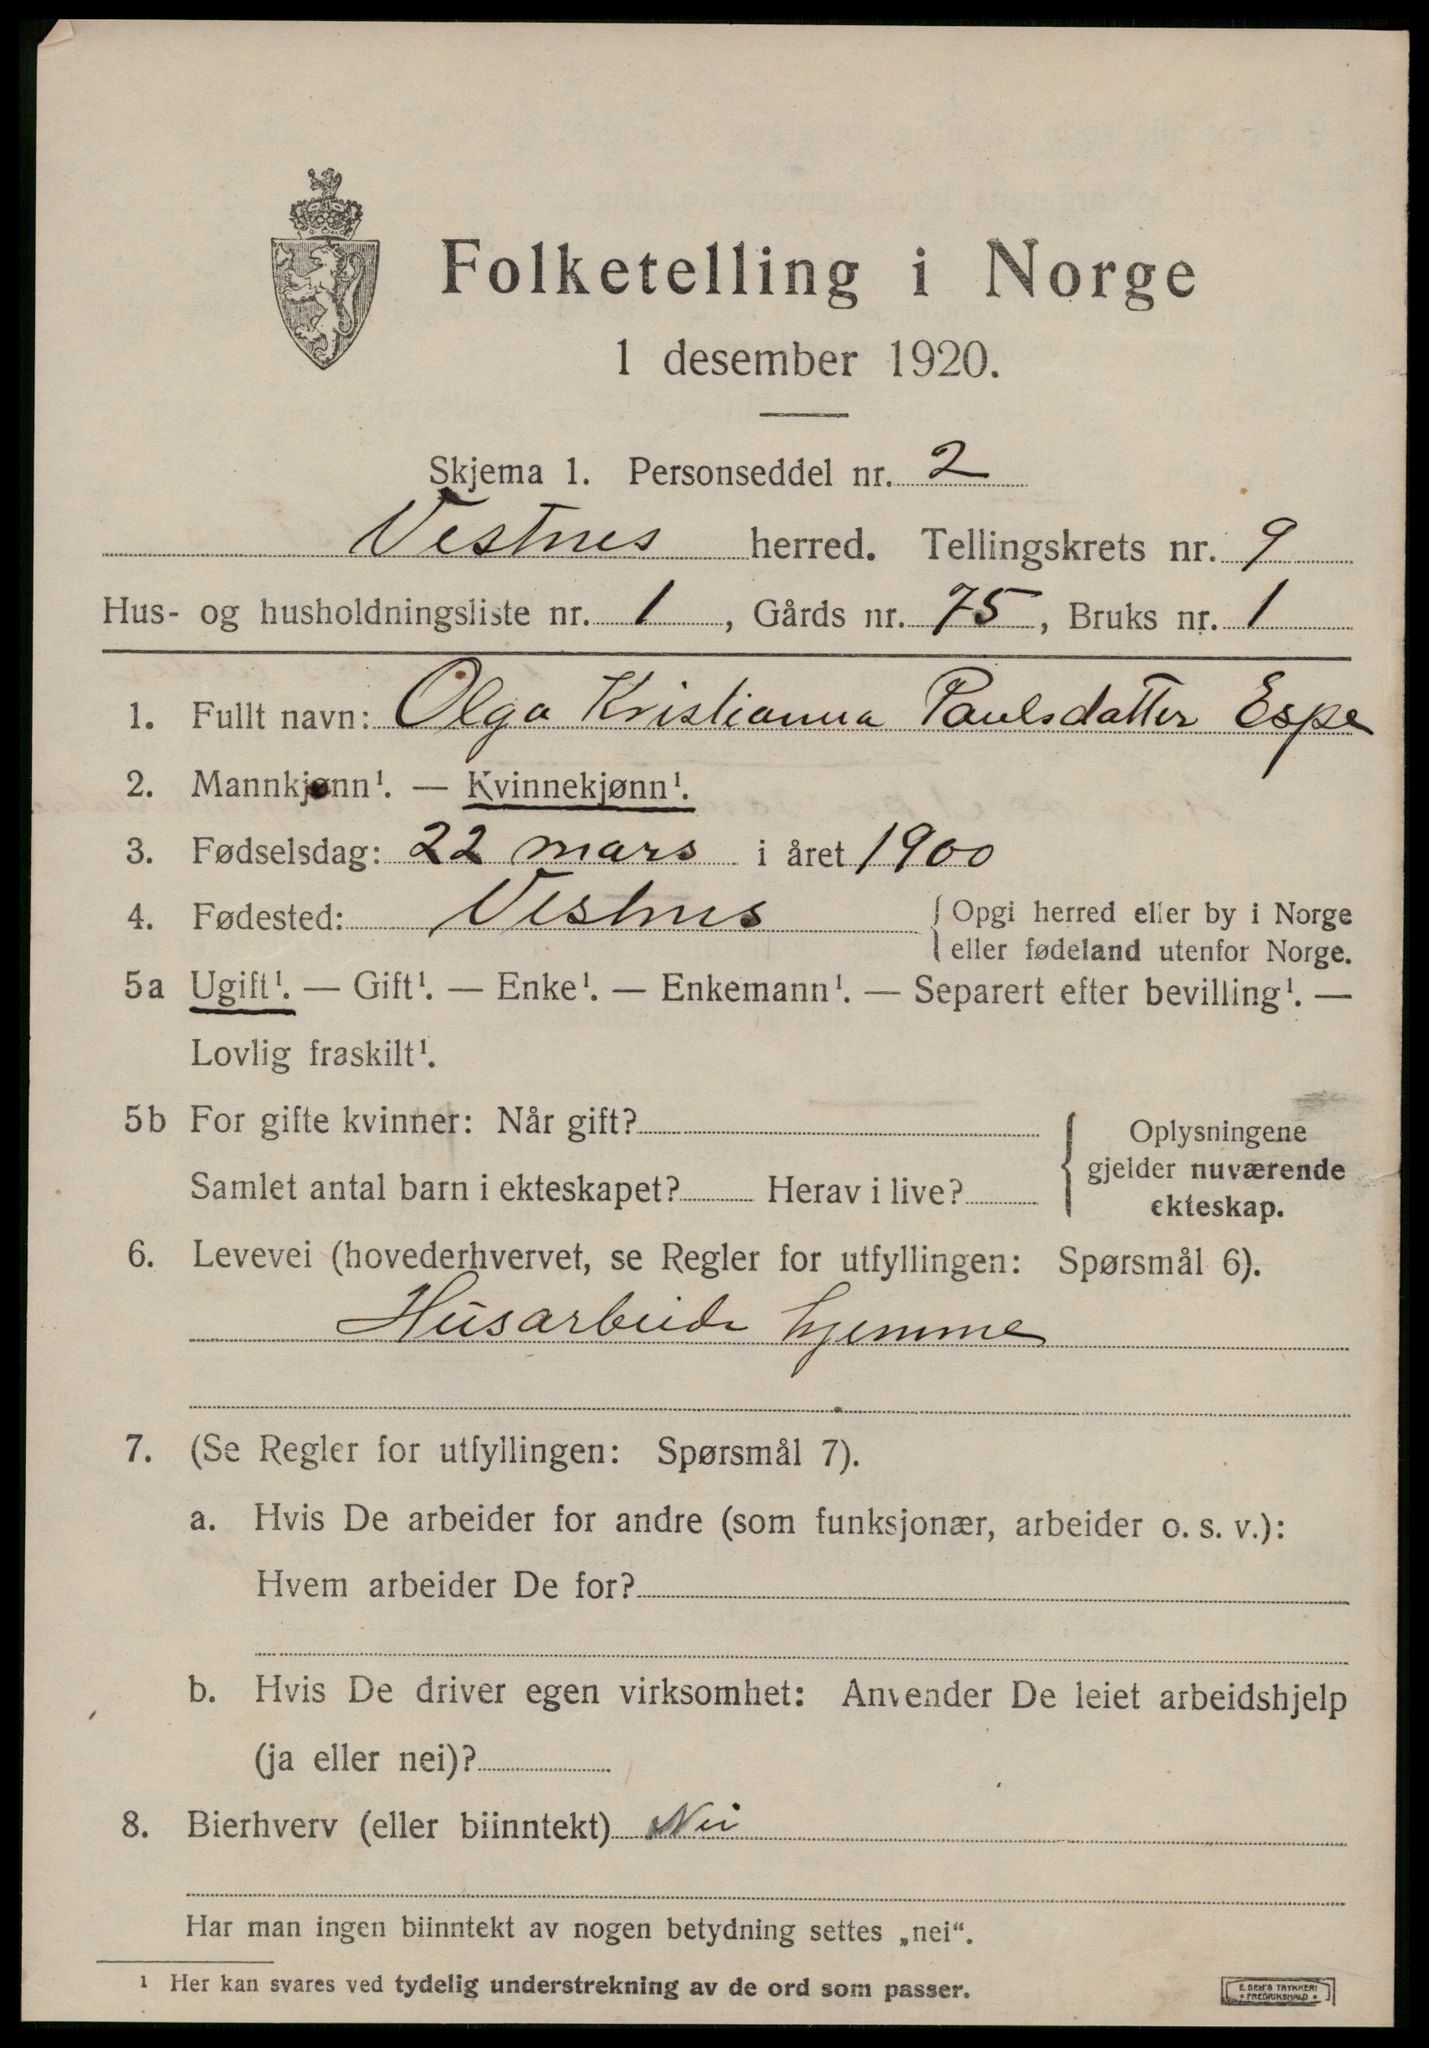 Folketelling i Norge
1 desember 1920.
Skjema 1. Personseddel nr. 2
Vestnes herred. Tellingskrets nr. 9
Hus- og husholdningsliste nr. 1, Gårds nr. 75, Bruks nr. 1
1. Fullt navn: Olga Kristianna Paulsdatter Espe
2. Mannkjønn¹. — Kvinnekjønn¹.
3. Fødselsdag: 22 mars i året 1900
4. Fødested: Vestnes { Opgi herred eller by i Norge
eller fødeland utenfor Norge.
5a Ugift¹. — Gift¹. — Enke¹. — Enkemann¹. — Separert efter bevilling¹. —
Lovlig fraskilt¹.
5b For gifte kvinner: Når gift?
Samlet antal barn i ekteskapet? Herav i live?
Oplysningene
gjelder nuværende
ekteskap.
6. Levevei (hovederhvervet, se Regler for utfyllingen: Spørsmål 6).
Husarbeide hjemme
7. (Se Regler for utfyllingen: Spørsmål 7).
a. Hvis De arbeider for andre (som funksjonær, arbeider o. s. v.):
Hvem arbeider De for?
b. Hvis De driver egen virksomhet: Anvender De leiet arbeidshjelp
(ja eller nei)?
8. Bierhverv (eller biinntekt) Nei
Har man ingen biinntekt av nogen betydning settes „nei“.
¹ Her kan svares ved tydelig understrekning av de ord som passer.
E. SEM'S TRYKKERI
• FREDRIKSHALD •